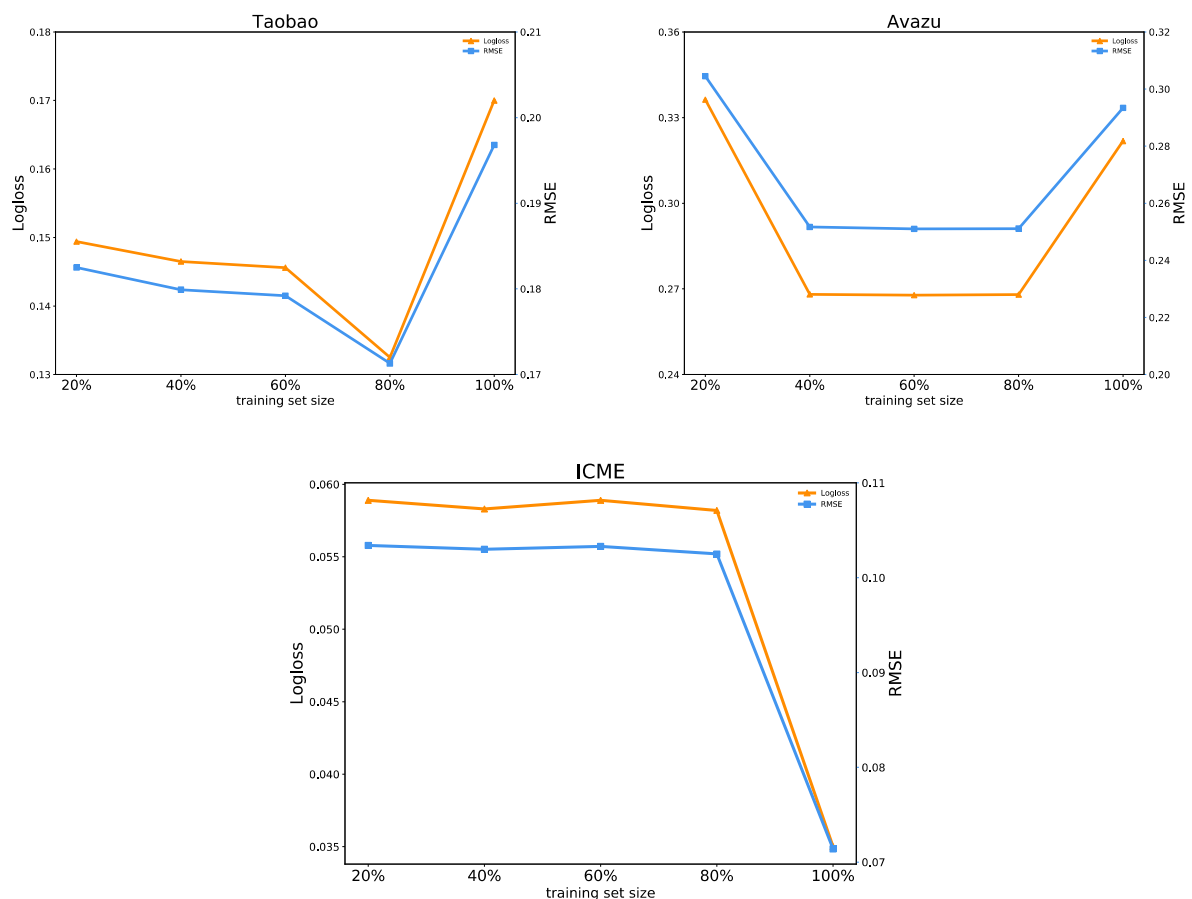 Taobao
0.18
0.17
0.16
0.15
0.14
0.13
Logloss
0.21
0.20
0.19
0.18
0.17
RMSE
Logloss
RMSE
20% 40% 60% 80% 100%
training set size
Avazu
0.36
0.33
0.30
0.27
0.24
Logloss
0.32
0.30
0.28
0.26
0.24
0.22
0.20
RMSE
Logloss
RMSE
20% 40% 60% 80% 100%
training set size
ICME
0.060
0.055
0.050
0.045
0.040
0.035
Logloss
0.11
0.10
0.09
0.08
0.07
RMSE
Logloss
RMSE
20% 40% 60% 80% 100%
training set size